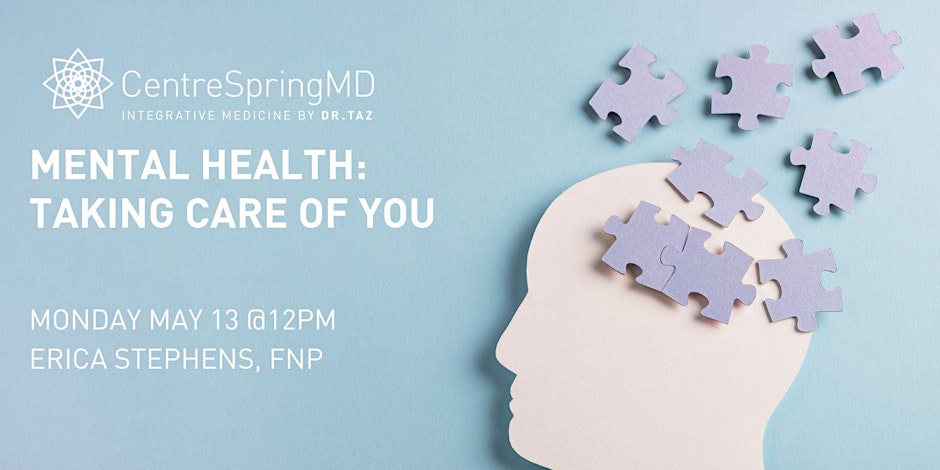 CentreSpringMD
INTEGRATIVE MEDICINE BY DR.TAZ
MENTAL HEALTH:
TAKING CARE OF YOU
MONDAY MAY 13 @12PM
ERICA STEPHENS, FNP